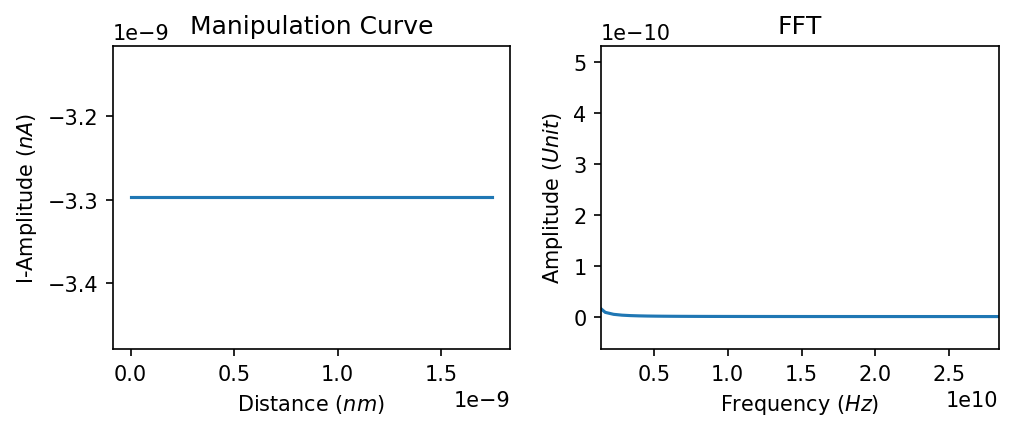 Manipulation Curve
1e−9
−3.2
−3.3
−3.4
I-Amplitude (nA)
0.0 0.5 1.0 1.5
1e−9
Distance (nm)
FFT
1e−10
5
4
3
2
1
0
Amplitude (Unit)
0.5 1.0 1.5 2.0 2.5
1e10
Frequency (Hz)